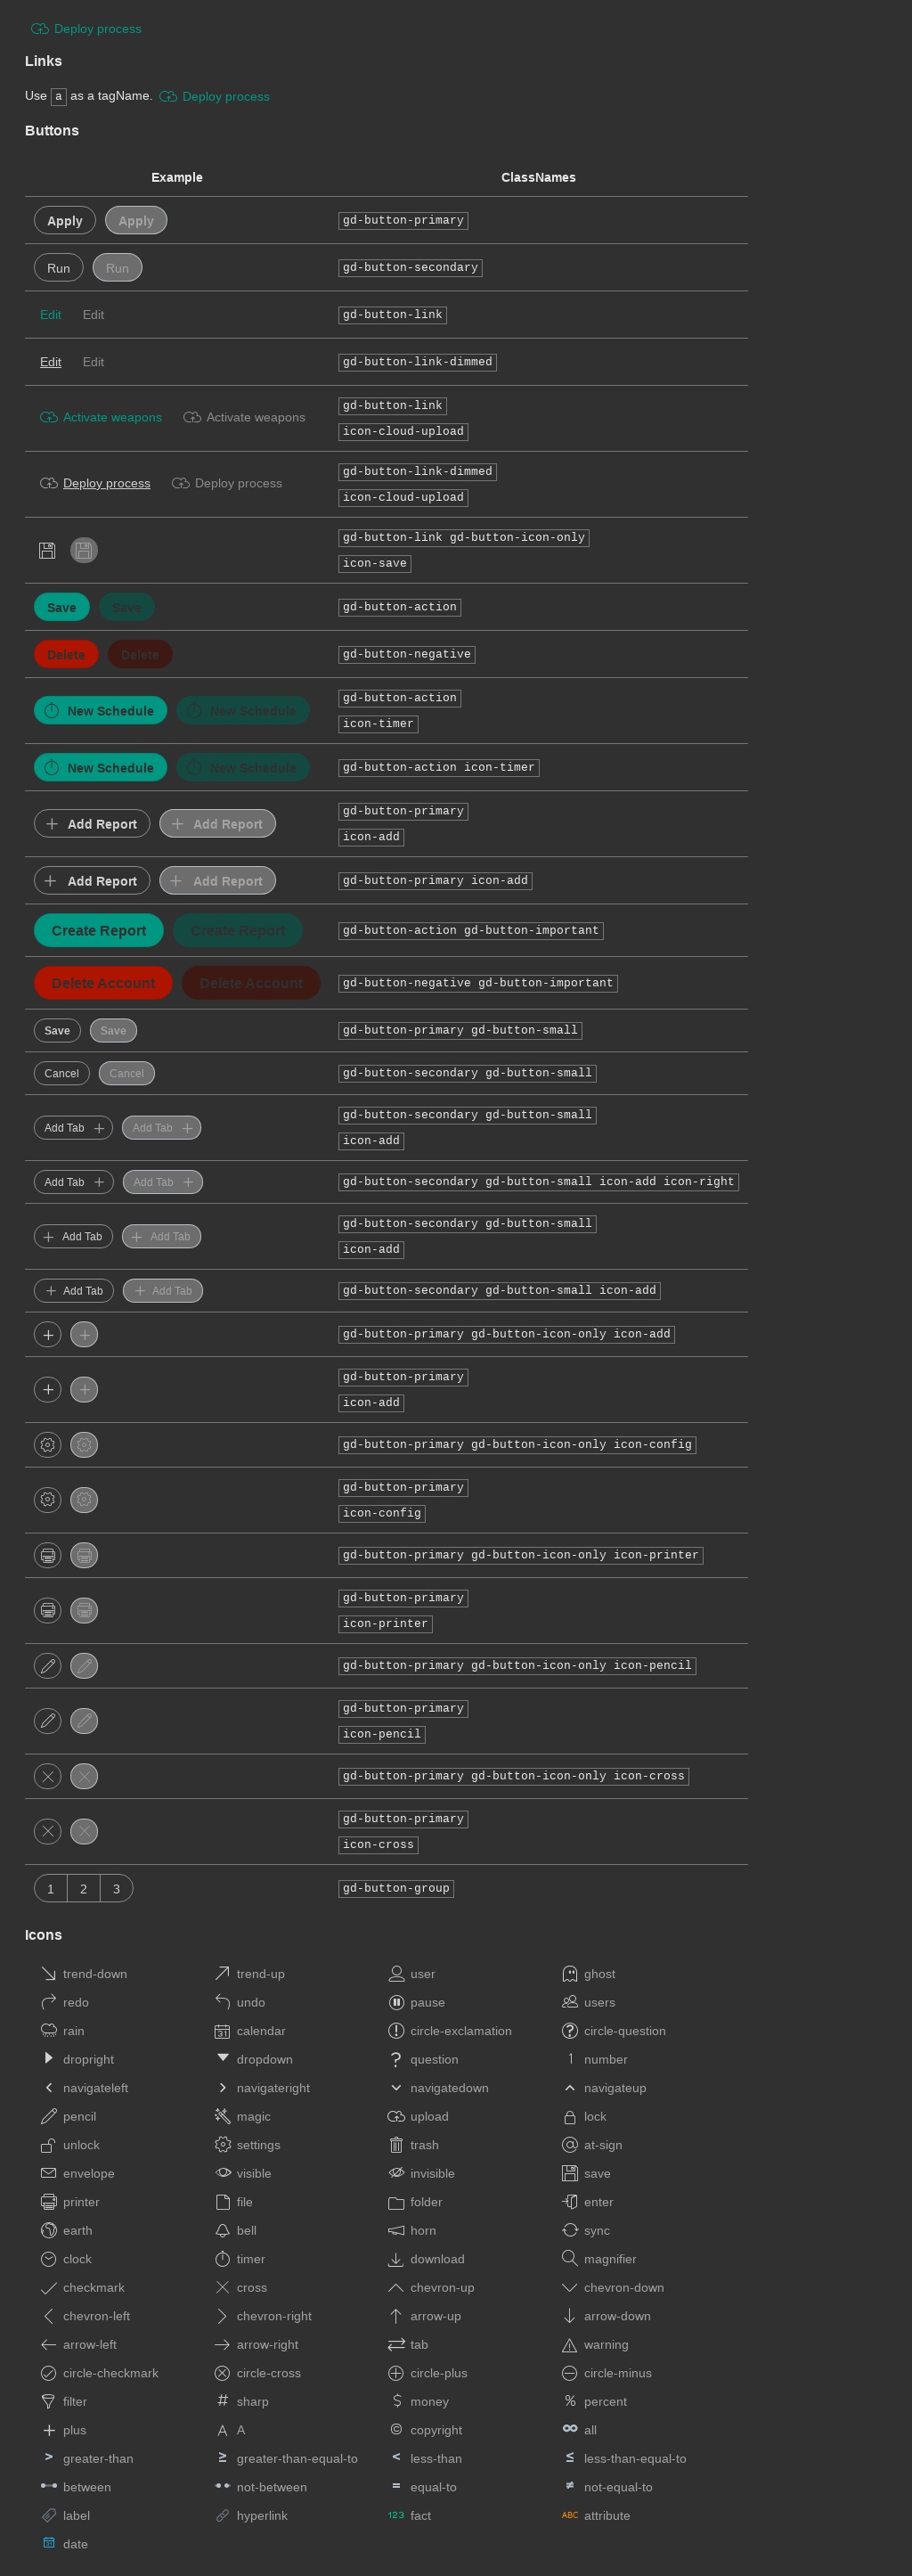 Deploy process
Links
Use a as a tagName. Deploy process
Buttons
Example ClassNames
Apply Apply gd-button-primary
Run Run gd-button-secondary
Edit Edit gd-button-link
Edit Edit gd-button-link-dimmed
Activate weapons Activate weapons gd-button-link
icon-cloud-upload
Deploy process Deploy process gd-button-link-dimmed
icon-cloud-upload
gd-button-link gd-button-icon-only
icon-save
Save Save gd-button-action
Delete Delete gd-button-negative
New Schedule New Schedule gd-button-action
icon-timer
New Schedule New Schedule gd-button-action icon-timer
Add Report Add Report gd-button-primary
icon-add
Add Report Add Report gd-button-primary icon-add
Create Report Create Report gd-button-action gd-button-important
Delete Account Delete Account gd-button-negative gd-button-important
Save Save gd-button-primary gd-button-small
Cancel Cancel gd-button-secondary gd-button-small
Add Tab Add Tab gd-button-secondary gd-button-small
icon-add
Add Tab Add Tab gd-button-secondary gd-button-small icon-add icon-right
Add Tab Add Tab gd-button-secondary gd-button-small
icon-add
Add Tab Add Tab gd-button-secondary gd-button-small icon-add
gd-button-primary gd-button-icon-only icon-add
gd-button-primary
icon-add
gd-button-primary gd-button-icon-only icon-config
gd-button-primary
icon-config
gd-button-primary gd-button-icon-only icon-printer
gd-button-primary
icon-printer
gd-button-primary gd-button-icon-only icon-pencil
gd-button-primary
icon-pencil
gd-button-primary gd-button-icon-only icon-cross
gd-button-primary
icon-cross
1 2 3 gd-button-group
Icons
trend-down trend-up user ghost
redo undo pause users
rain 31 calendar circle-exclamation circle-question
dropright dropdown ? question 1 number
navigateleft navigateright navigatedown navigateup
pencil magic upload lock
unlock settings trash @ at-sign
envelope visible invisible save
printer file folder enter
earth bell horn sync
clock timer download magnifier
checkmark cross chevron-up chevron-down
chevron-left chevron-right arrow-up arrow-down
arrow-left arrow-right tab warning
circle-checkmark circle-cross circle-plus circle-minus
filter # sharp $ money % percent
+ plus A A © copyright all
> greater-than ≥ greater-than-equal-to < less-than ≤ less-than-equal-to
between not-between = equal-to ≠ not-equal-to
label hyperlink 123 fact ABC attribute
date